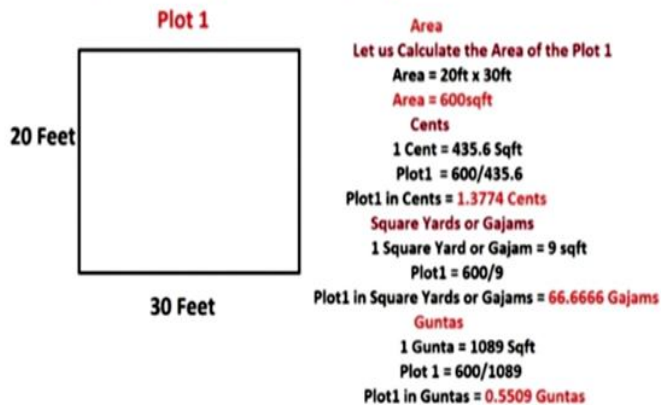 Plot 1
20 Feet
30 Feet
Area
Let us Calculate the Area of the Plot 1
Area = 20ft x 30ft
Area = 600sqft
Cents
1 Cent = 435.6 Sqft
Plot1 = 600/435.6
Plot1 in Cents = 1.3774 Cents
Square Yards or Gajams
1 Square Yard or Gajam = 9 sqft
Plot1 = 600/9
Plot1 in Square Yards or Gajams = 66.6666 Gajams
Guntas
1 Gunta = 1089 Sqft
Plot 1 = 600/1089
Plot1 in Guntas = 0.5509 Guntas